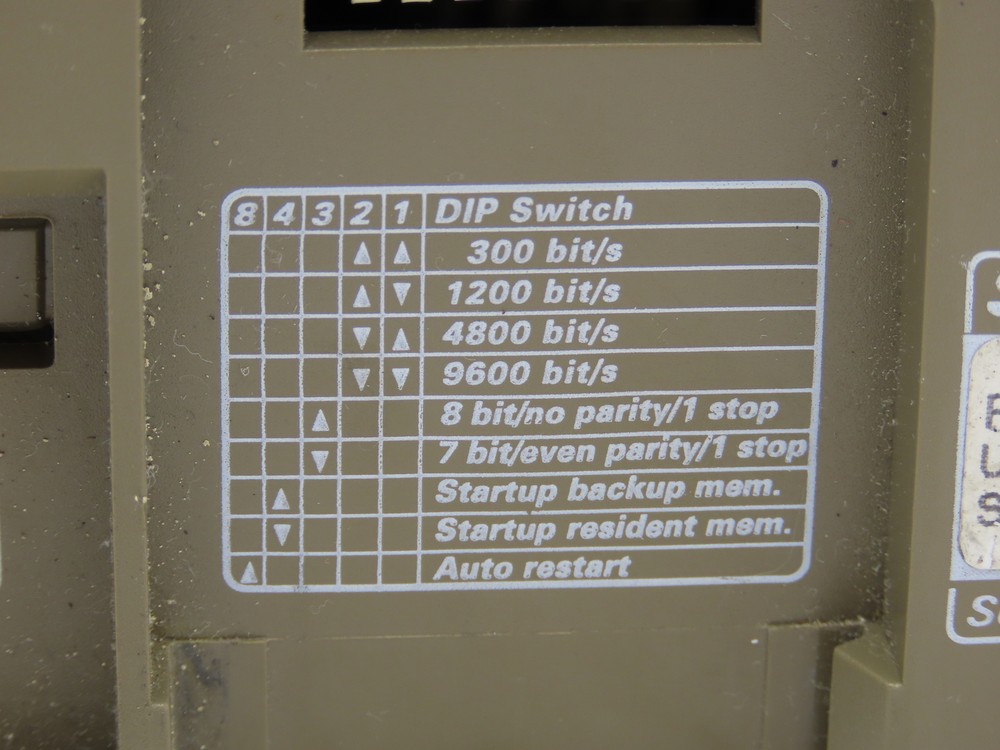 8 4 3 2 1 DIP Switch
▲ ▲ 300 bit/s
▲ ▼ 1200 bit/s
▼ ▲ 4800 bit/s
▼ ▼ 9600 bit/s
▲ 8 bit/no parity/1 stop
▼ 7 bit/even parity/1 stop
▲ Startup backup mem.
▼ Startup resident mem.
▲ Auto restart